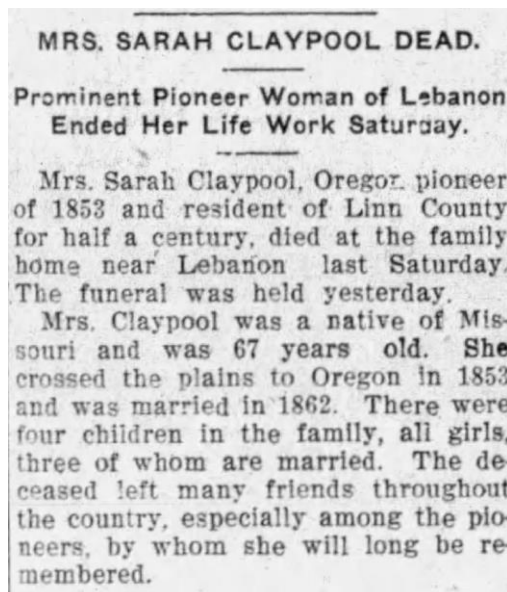 MRS. SARAH CLAYPOOL DEAD.
Prominent Pioneer Woman of Lebanon
Ended Her Life Work Saturday.
Mrs. Sarah Claypool, Oregon pioneer
of 1853 and resident of Linn County
for half a century, died at the family
home near Lebanon last Saturday.
The funeral was held yesterday.
Mrs. Claypool was a native of Mis-
souri and was 67 years old. She
crossed the plains to Oregon in 1853
and was married in 1862. There were
four children in the family, all girls,
three of whom are married. The de-
ceased left many friends throughout
the country, especially among the pio-
neers, by whom she will long be re-
membered.